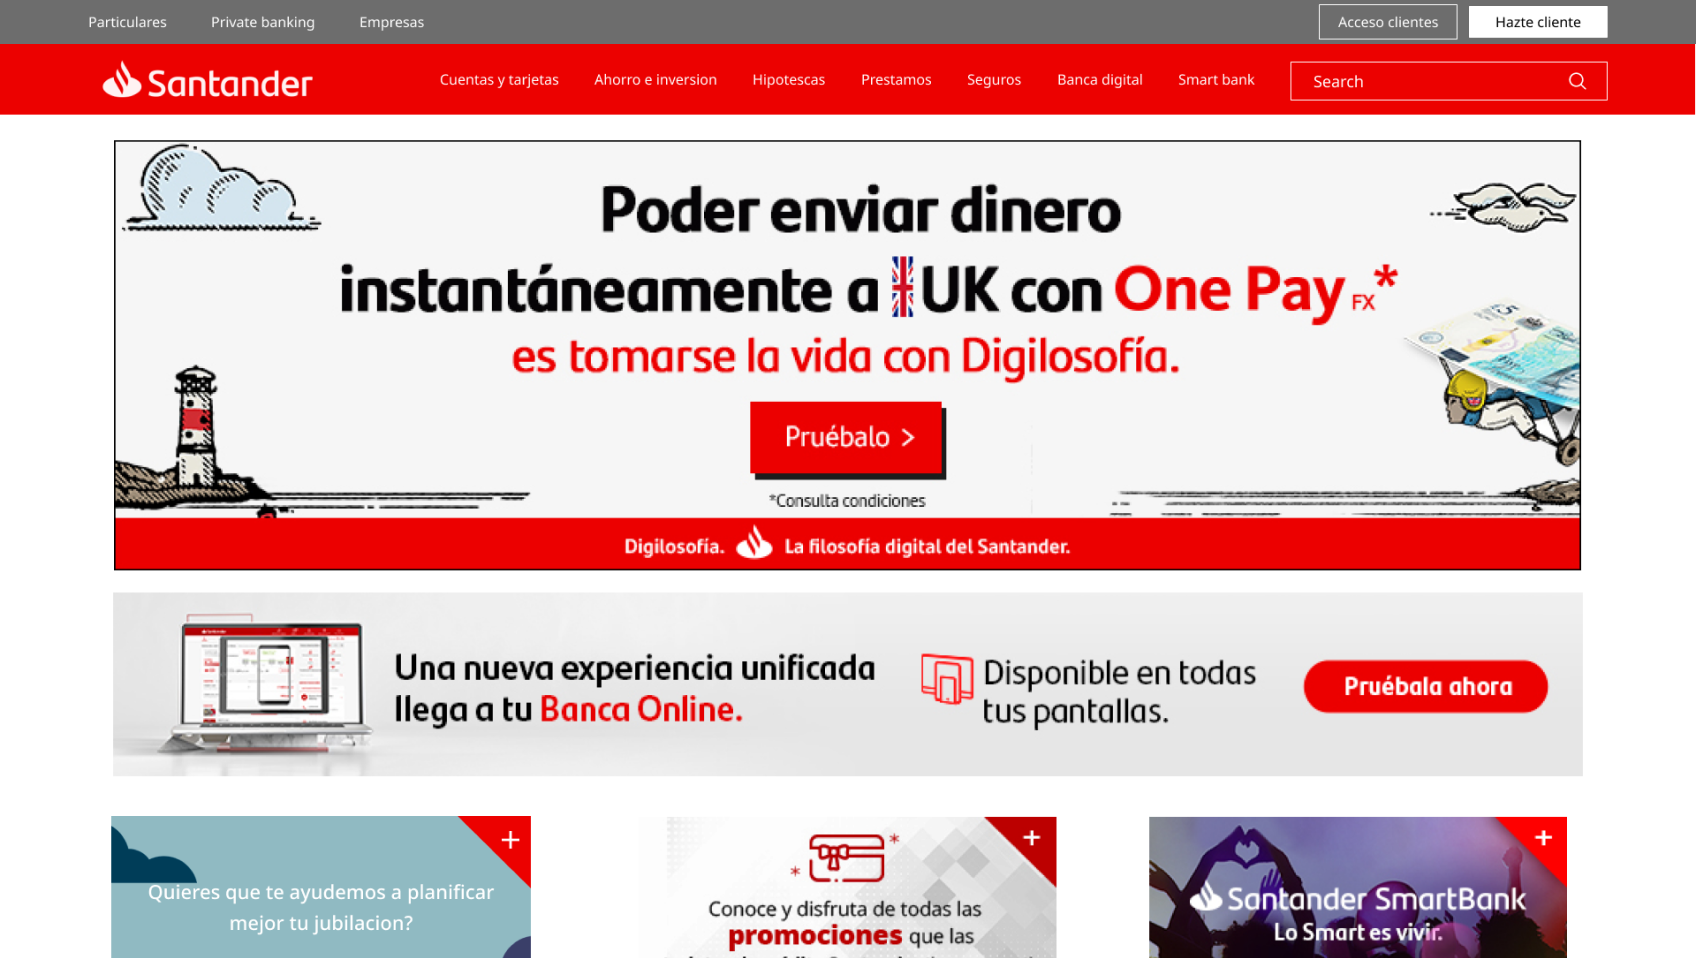 Particulares Private banking Empresas Acceso clientes Hazte cliente
Santander Cuentas y tarjetas Ahorro e inversion Hipotescas Prestamos Seguros Banca digital Smart bank Search
Poder enviar dinero
instantáneamente a UK con One Pay FX*
es tomarse la vida con Digilosofía.
Pruébalo >
*Consulta condiciones
Digilosofía. La filosofía digital del Santander.
Una nueva experiencia unificada
llega a tu Banca Online.
Disponible en todas
tus pantallas.
Pruébala ahora
Quieres que te ayudemos a planificar
mejor tu jubilacion?
Conoce y disfruta de todas las
promociones que las
Santander SmartBank
Lo Smart es vivir.